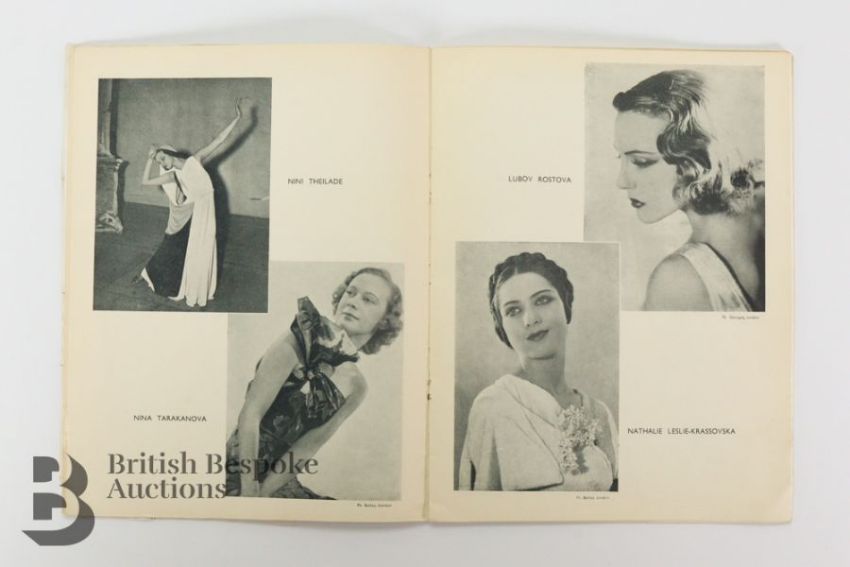 NINI THEILADE
NINA TARAKANOVA
LUBOV ROSTOVA
NATHALIE LESLIE-KRASSOVSKA
B
British Bespoke
Auctions